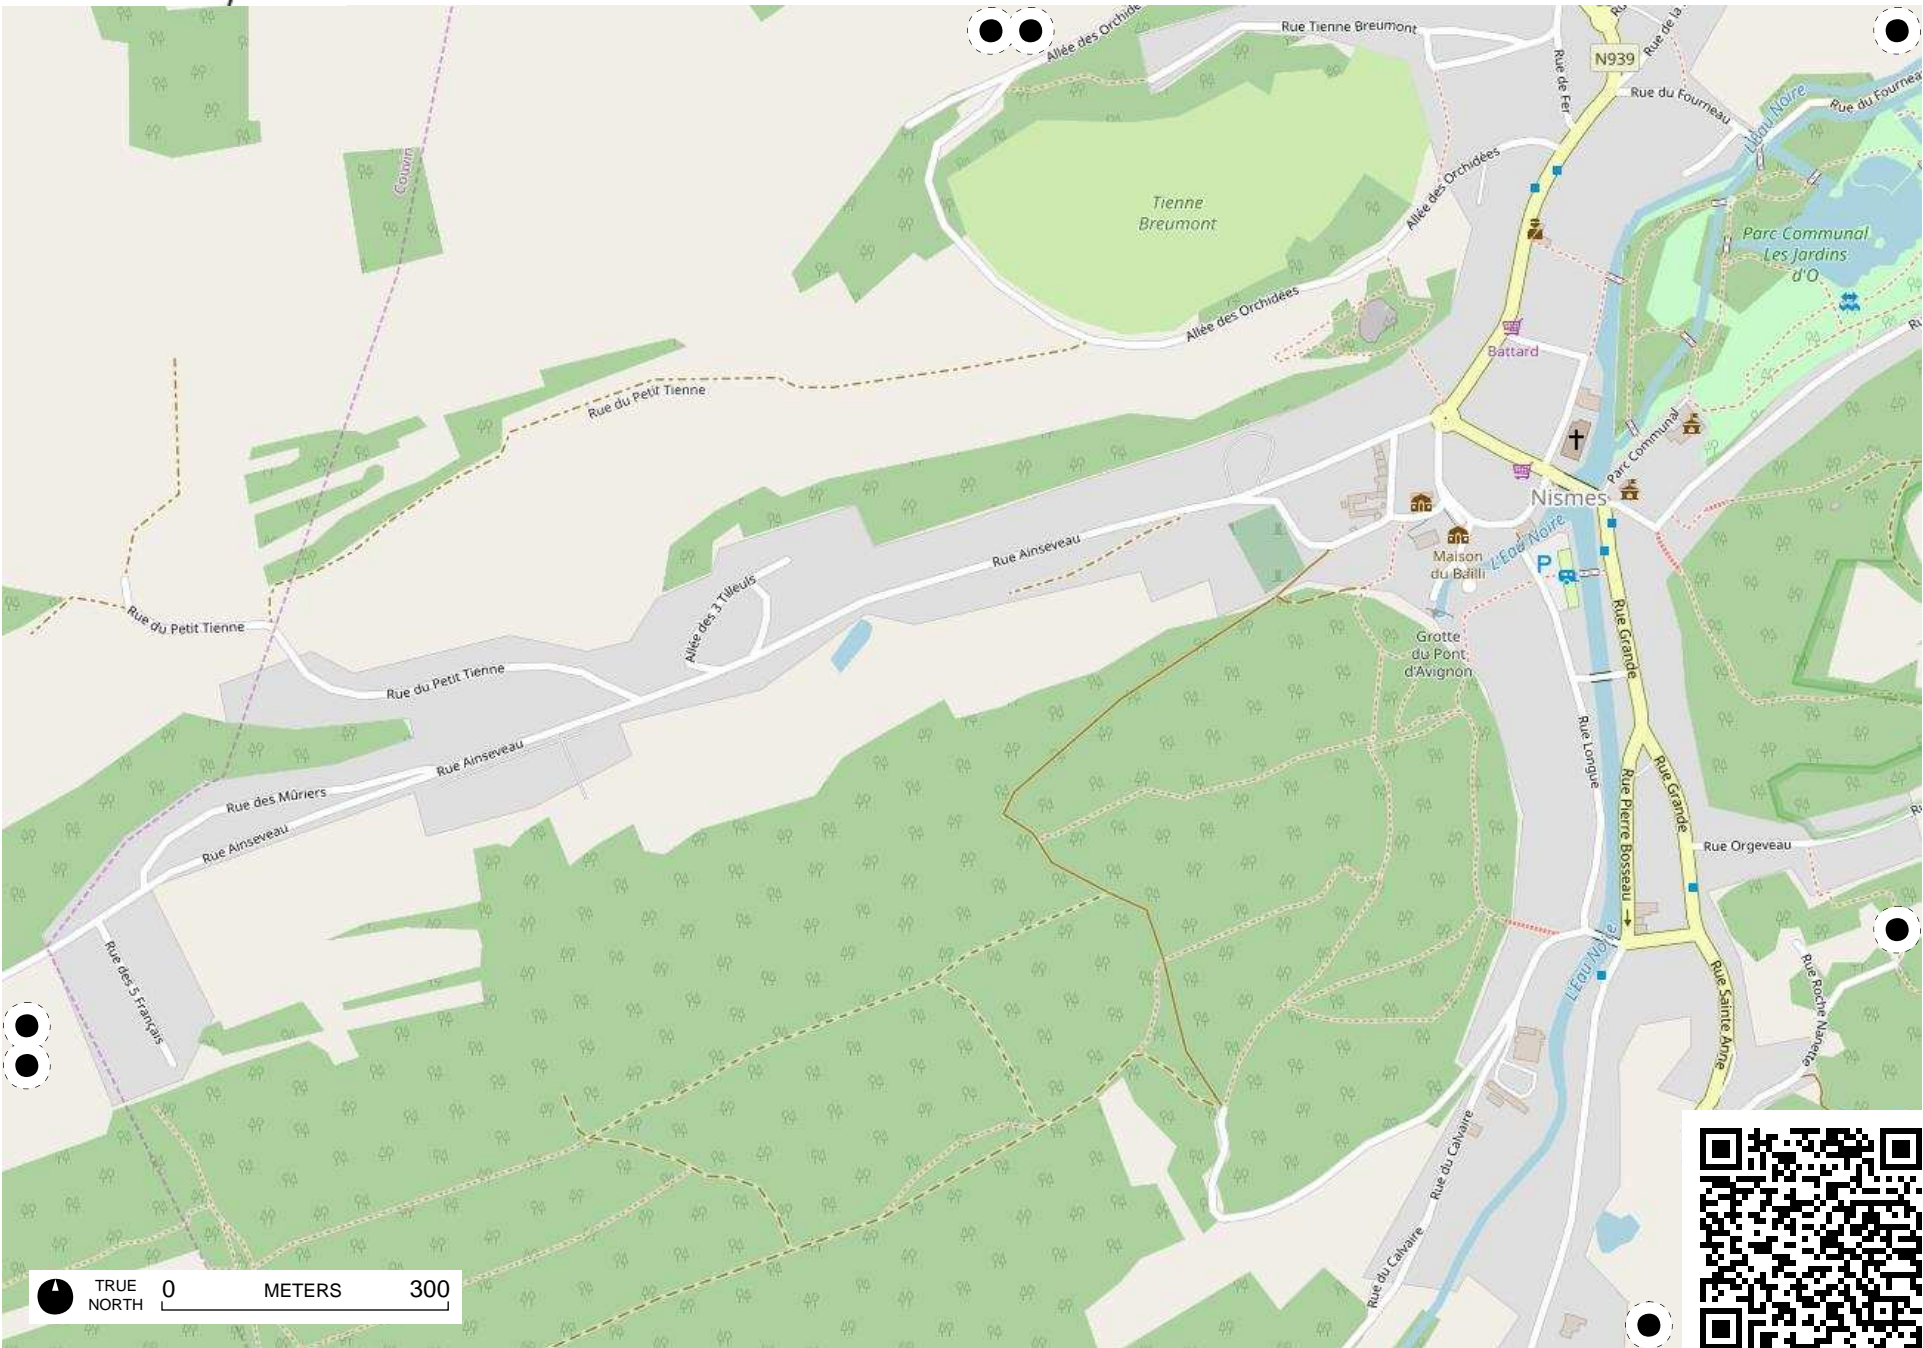 Allée des Orchidé
Rue Tienne Breumont
Rue de Fer
N939
Rue de la
Rue du Fourneau
L'Eau Noire
Rue du Fournea
Couvin
Tienne
Breumont
Allée des Orchidées
Parc Communal
Les Jardins
d'O
Allée des Orchidées
Battard
Rue du Petit Tienne
Parc Communal
Nismes
L'Eau Noire
Maison
du Bailli
P
Rue Ainseveau
Allée des 3 Tilleuls
Rue du Petit Tienne
Rue Grande
Grotte
du Pont
d'Avignon
Rue du Petit Tienne
Rue Longue
Rue Ainseveau
Rue Pierre Bosseau
Rue Grande
Rue des Mûriers
Rue Ainseveau
Rue Orgeveau
Rue des 5 Français
L'Eau Noire
Rue Sainte Anne
Rue Roche Nanette
Rue du Calvaire
Rue du Calvaire
TRUE
NORTH
0 METERS 300